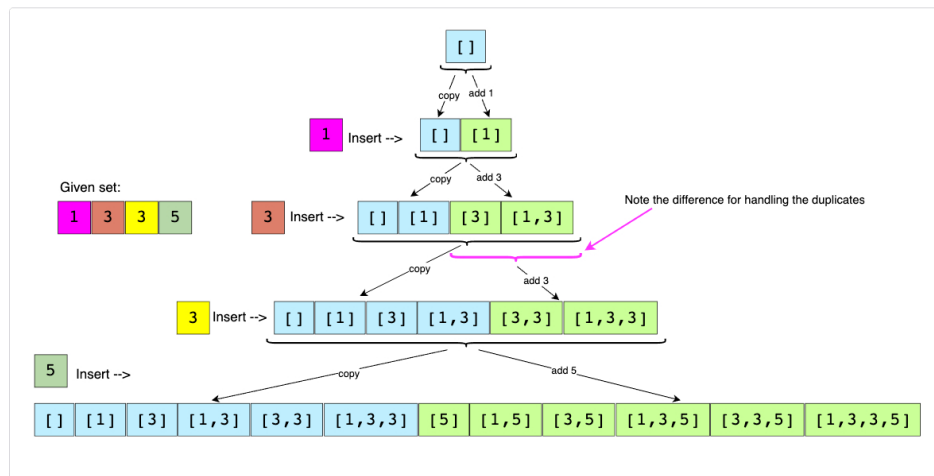 []
copy add 1
1 Insert --> [] [1]
copy add 3
Given set:
1 3 3 5
3 Insert --> [] [1] [3] [1,3]
Note the difference for handling the duplicates
copy add 3
3 Insert --> [] [1] [3] [1,3] [3,3] [1,3,3]
5 Insert -->
copy add 5
[] [1] [3] [1,3] [3,3] [1,3,3] [5] [1,5] [3,5] [1,3,5] [3,3,5] [1,3,3,5]